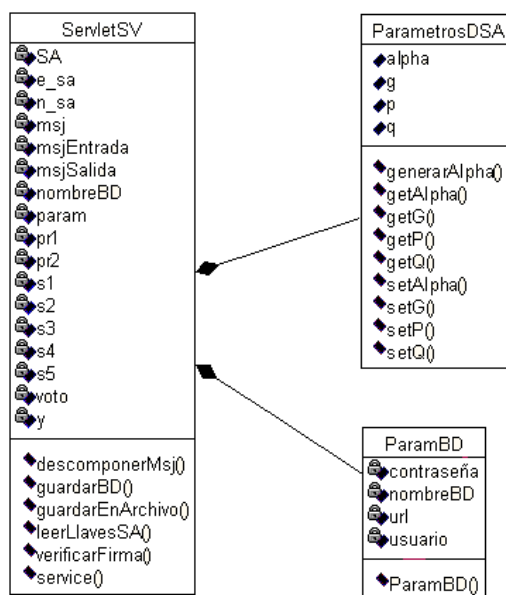 ServletSV
SA
e_sa
n_sa
msj
msjEntrada
msjSalida
nombreBD
param
pr1
pr2
s1
s2
s3
s4
s5
voto
y
descomponerMsj()
guardarBD()
guardarEnArchivo()
leerLlavesSA()
verificarFirma()
service()
ParametrosDSA
alpha
g
p
q
generarAlpha()
getAlpha()
getG()
getP()
getQ()
setAlpha()
setG()
setP()
setQ()
ParamBD
contraseña
nombreBD
url
usuario
ParamBD()